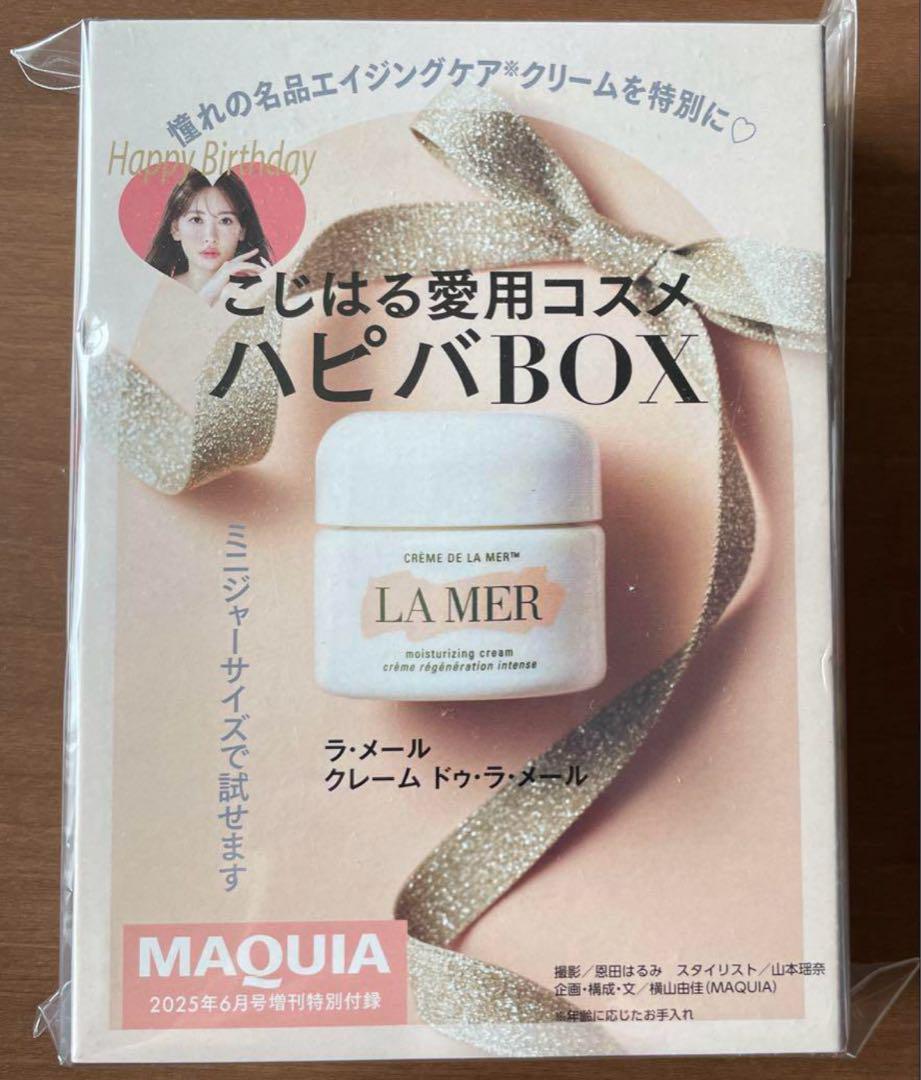 憧れの名品エイジングケア※クリームを特別に♡
Happy Birthday
こじはる愛用コスメ
ハピバBOX
CRÈME DE LA MER™
LA MER
moisturizing cream
crème régénération intense
ミニジャーサイズで試せます
ラ・メール
クレーム ドゥ・ラ・メール
MAQUIA
2025年6月号増刊特別付録
撮影／恩田はるみ スタイリスト／山本瑶奈
企画・構成・文／横山由佳(MAQUIA)
※年齢に応じたお手入れ